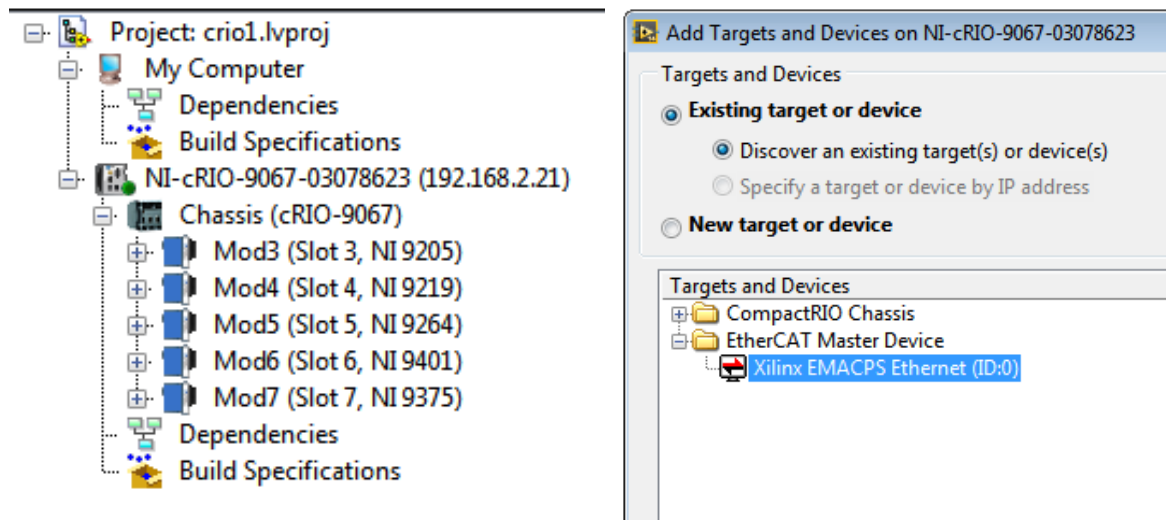 Project: crio1.lvproj
My Computer
Dependencies
Build Specifications
NI-cRIO-9067-03078623 (192.168.2.21)
Chassis (cRIO-9067)
Mod3 (Slot 3, NI 9205)
Mod4 (Slot 4, NI 9219)
Mod5 (Slot 5, NI 9264)
Mod6 (Slot 6, NI 9401)
Mod7 (Slot 7, NI 9375)
Dependencies
Build Specifications
Add Targets and Devices on NI-cRIO-9067-03078623
Targets and Devices
Existing target or device
Discover an existing target(s) or device(s)
Specify a target or device by IP address
New target or device
Targets and Devices
CompactRIO Chassis
EtherCAT Master Device
Xilinx EMACPS Ethernet (ID:0)